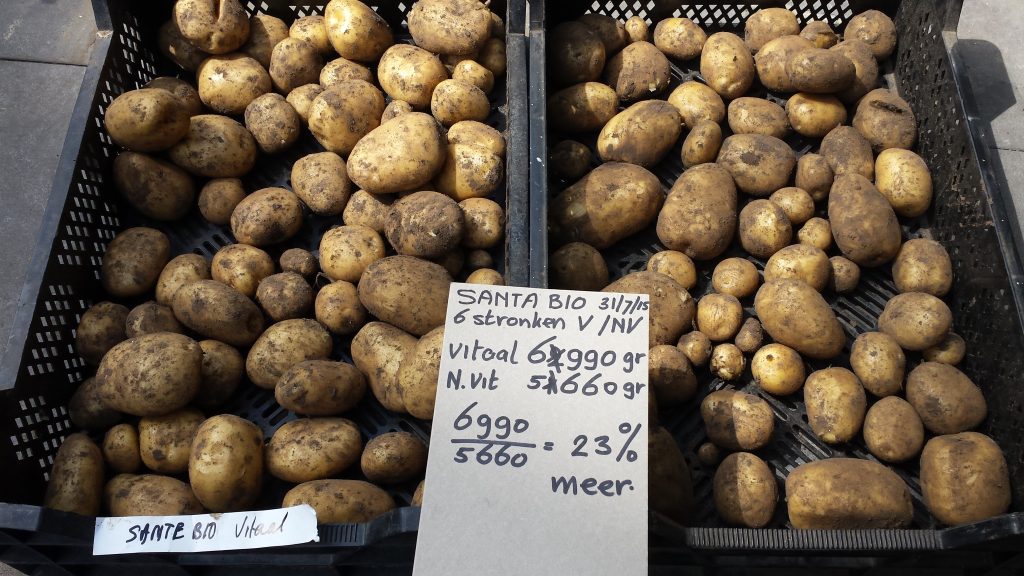 SANTA BIO 31/7/15
6 stronken V/NV
vitaal 6990 gr
N.vit 5660 gr
6990
5660 = 23%
meer.
SANTE BIO Vitaal